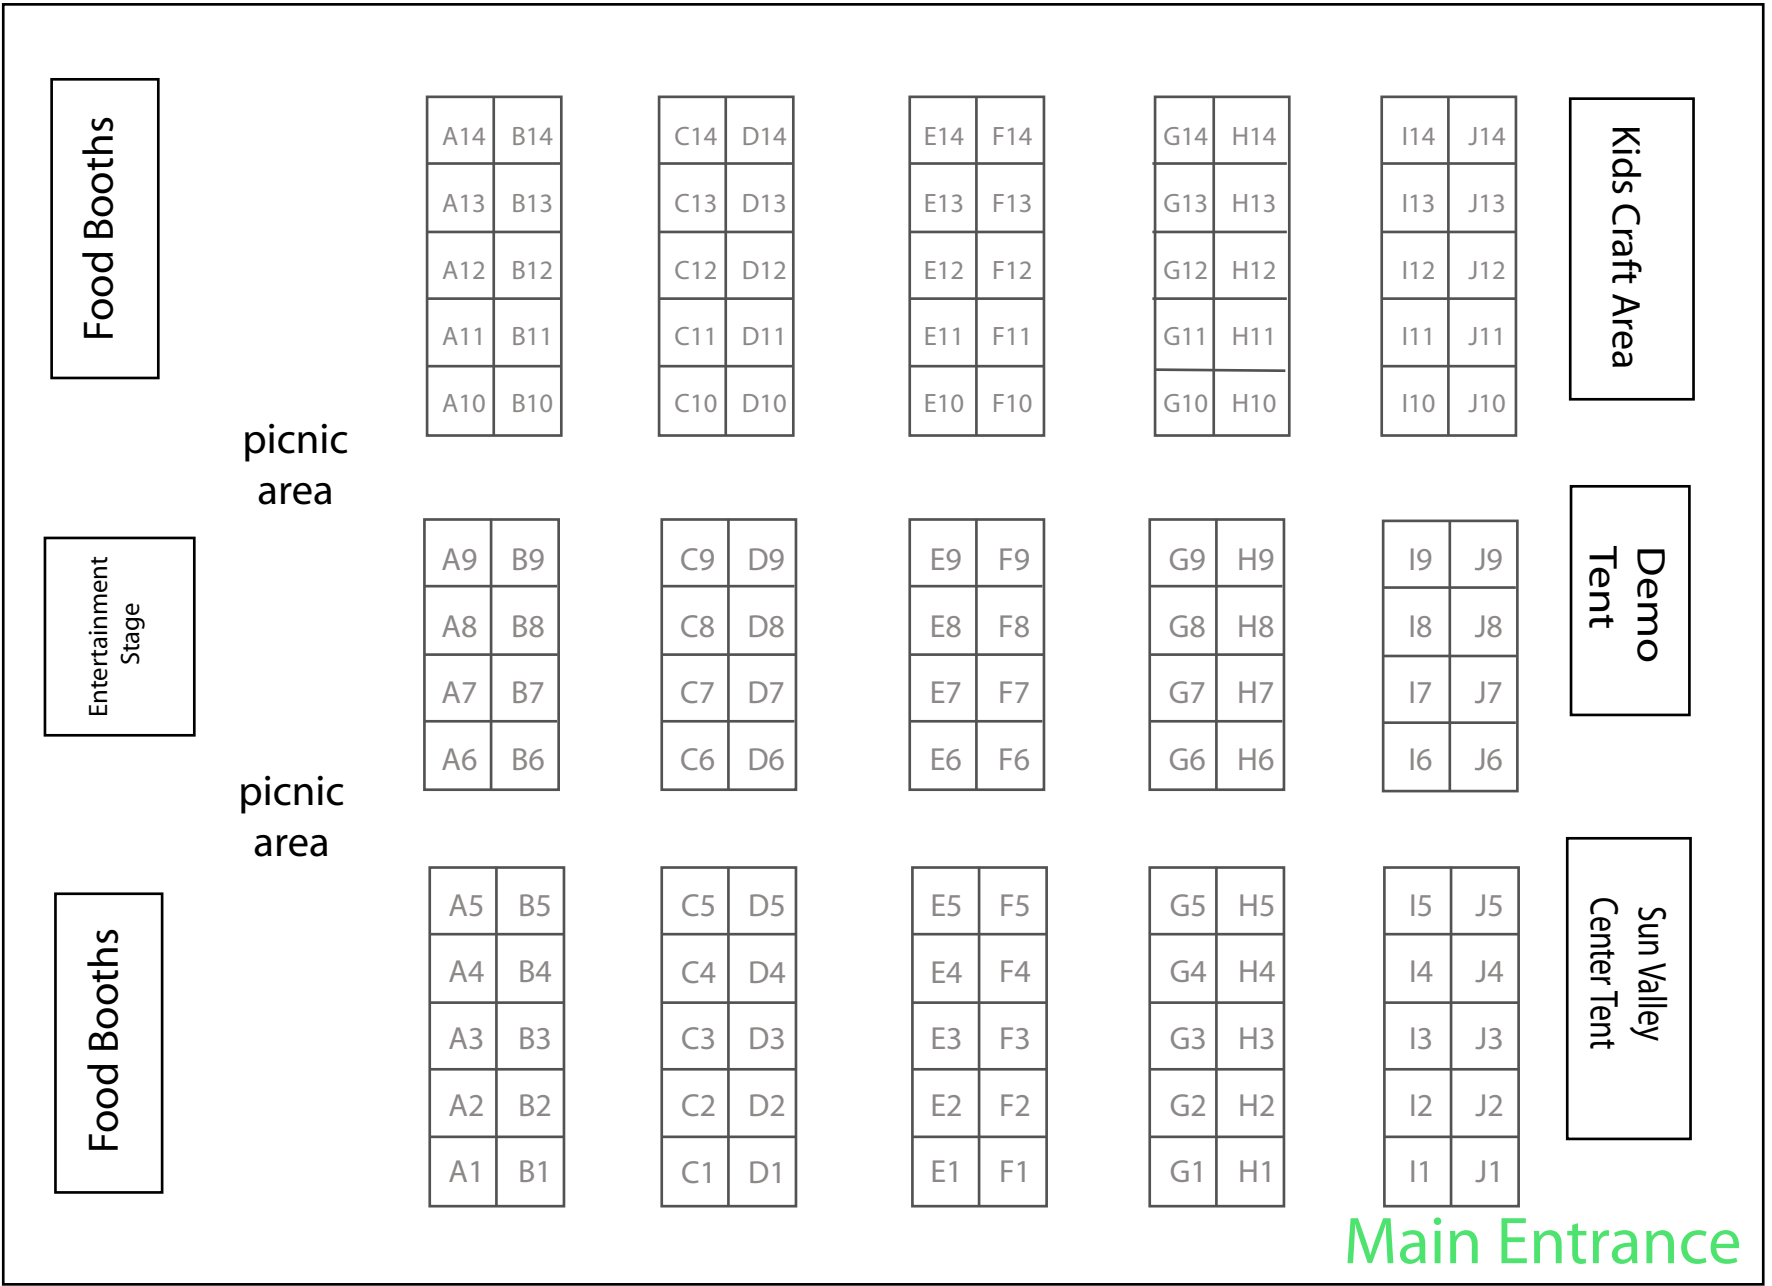 Food Booths
Kids Craft Area
A14 B14 C14 D14 E14 F14 G14 H14 I14 J14
A13 B13 C13 D13 E13 F13 G13 H13 I13 J13
A12 B12 C12 D12 E12 F12 G12 H12 I12 J12
A11 B11 C11 D11 E11 F11 G11 H11 I11 J11
A10 B10 C10 D10 E10 F10 G10 H10 I10 J10
picnic
area
Entertainment
Stage
Demo
Tent
A9 B9 C9 D9 E9 F9 G9 H9 I9 J9
A8 B8 C8 D8 E8 F8 G8 H8 I8 J8
A7 B7 C7 D7 E7 F7 G7 H7 I7 J7
A6 B6 C6 D6 E6 F6 G6 H6 I6 J6
picnic
area
Food Booths
Sun Valley
Center Tent
A5 B5 C5 D5 E5 F5 G5 H5 I5 J5
A4 B4 C4 D4 E4 F4 G4 H4 I4 J4
A3 B3 C3 D3 E3 F3 G3 H3 I3 J3
A2 B2 C2 D2 E2 F2 G2 H2 I2 J2
A1 B1 C1 D1 E1 F1 G1 H1 I1 J1
Main Entrance